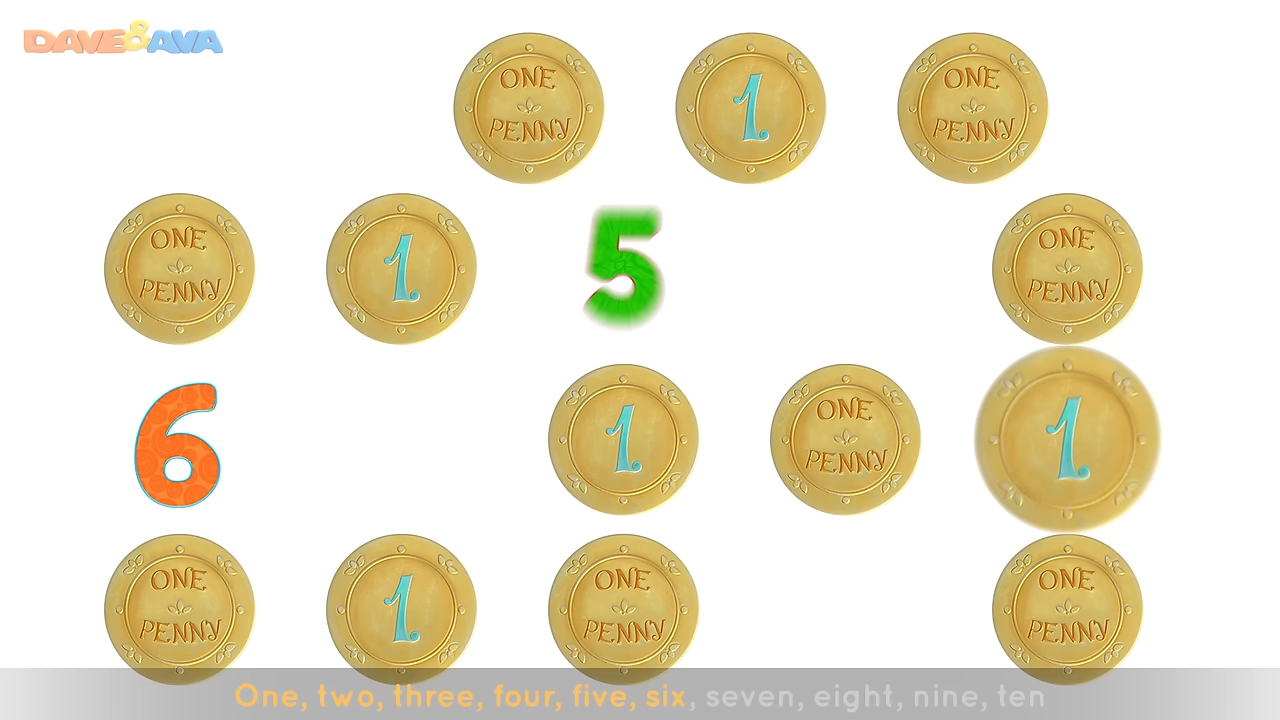 DAVE&AVA
ONE
PENNY
1
ONE
PENNY
ONE
PENNY
1
5
ONE
PENNY
6
1
ONE
PENNY
1
ONE
PENNY
1
ONE
PENNY
ONE
PENNY
One, two, three, four, five, six, seven, eight, nine, ten